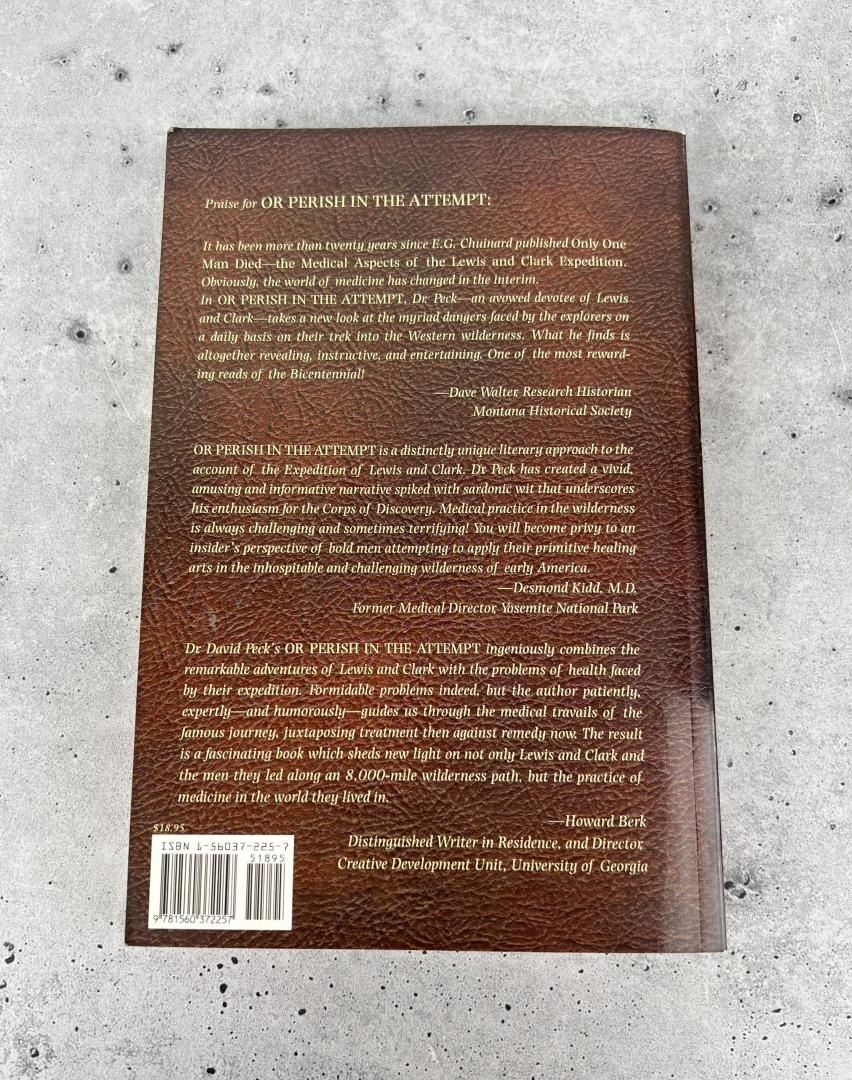 Praise for OR PERISH IN THE ATTEMPT:
It has been more than twenty years since E.G. Chuinard published Only One
Man Died—the Medical Aspects of the Lewis and Clark Expedition.
Obviously, the world of medicine has changed in the interim.
In OR PERISH IN THE ATTEMPT, Dr. Peck—an avowed devotee of Lewis
and Clark—takes a new look at the myriad dangers faced by the explorers on
a daily basis on their trek into the Western wilderness. What he finds is
altogether revealing, instructive, and entertaining. One of the most reward-
ing reads of the Bicentennial!
—Dave Walter, Research Historian
Montana Historical Society
OR PERISH IN THE ATTEMPT is a distinctly unique literary approach to the
account of the Expedition of Lewis and Clark. Dr. Peck has created a vivid,
amusing and informative narrative spiked with sardonic wit that underscores
his enthusiasm for the Corps of Discovery. Medical practice in the wilderness
is always challenging and sometimes terrifying! You will become privy to an
insider's perspective of bold men attempting to apply their primitive healing
arts in the inhospitable and challenging wilderness of early America.
—Desmond Kidd, M.D.
Former Medical Director, Yosemite National Park
Dr. David Peck's OR PERISH IN THE ATTEMPT ingeniously combines the
remarkable adventures of Lewis and Clark with the problems of health faced
by their expedition. Formidable problems indeed, but the author patiently,
expertly—and humorously—guides us through the medical travails of the
famous journey, juxtaposing treatment then against remedy now. The result
is a fascinating book which sheds new light on not only Lewis and Clark and
the men they led along an 8,000-mile wilderness path, but the practice of
medicine in the world they lived in.
—Howard Berk
Distinguished Writer in Residence, and Director,
Creative Development Unit, University of Georgia
$18.95
ISBN 1-56037-225-7
51895
9 781560 372257